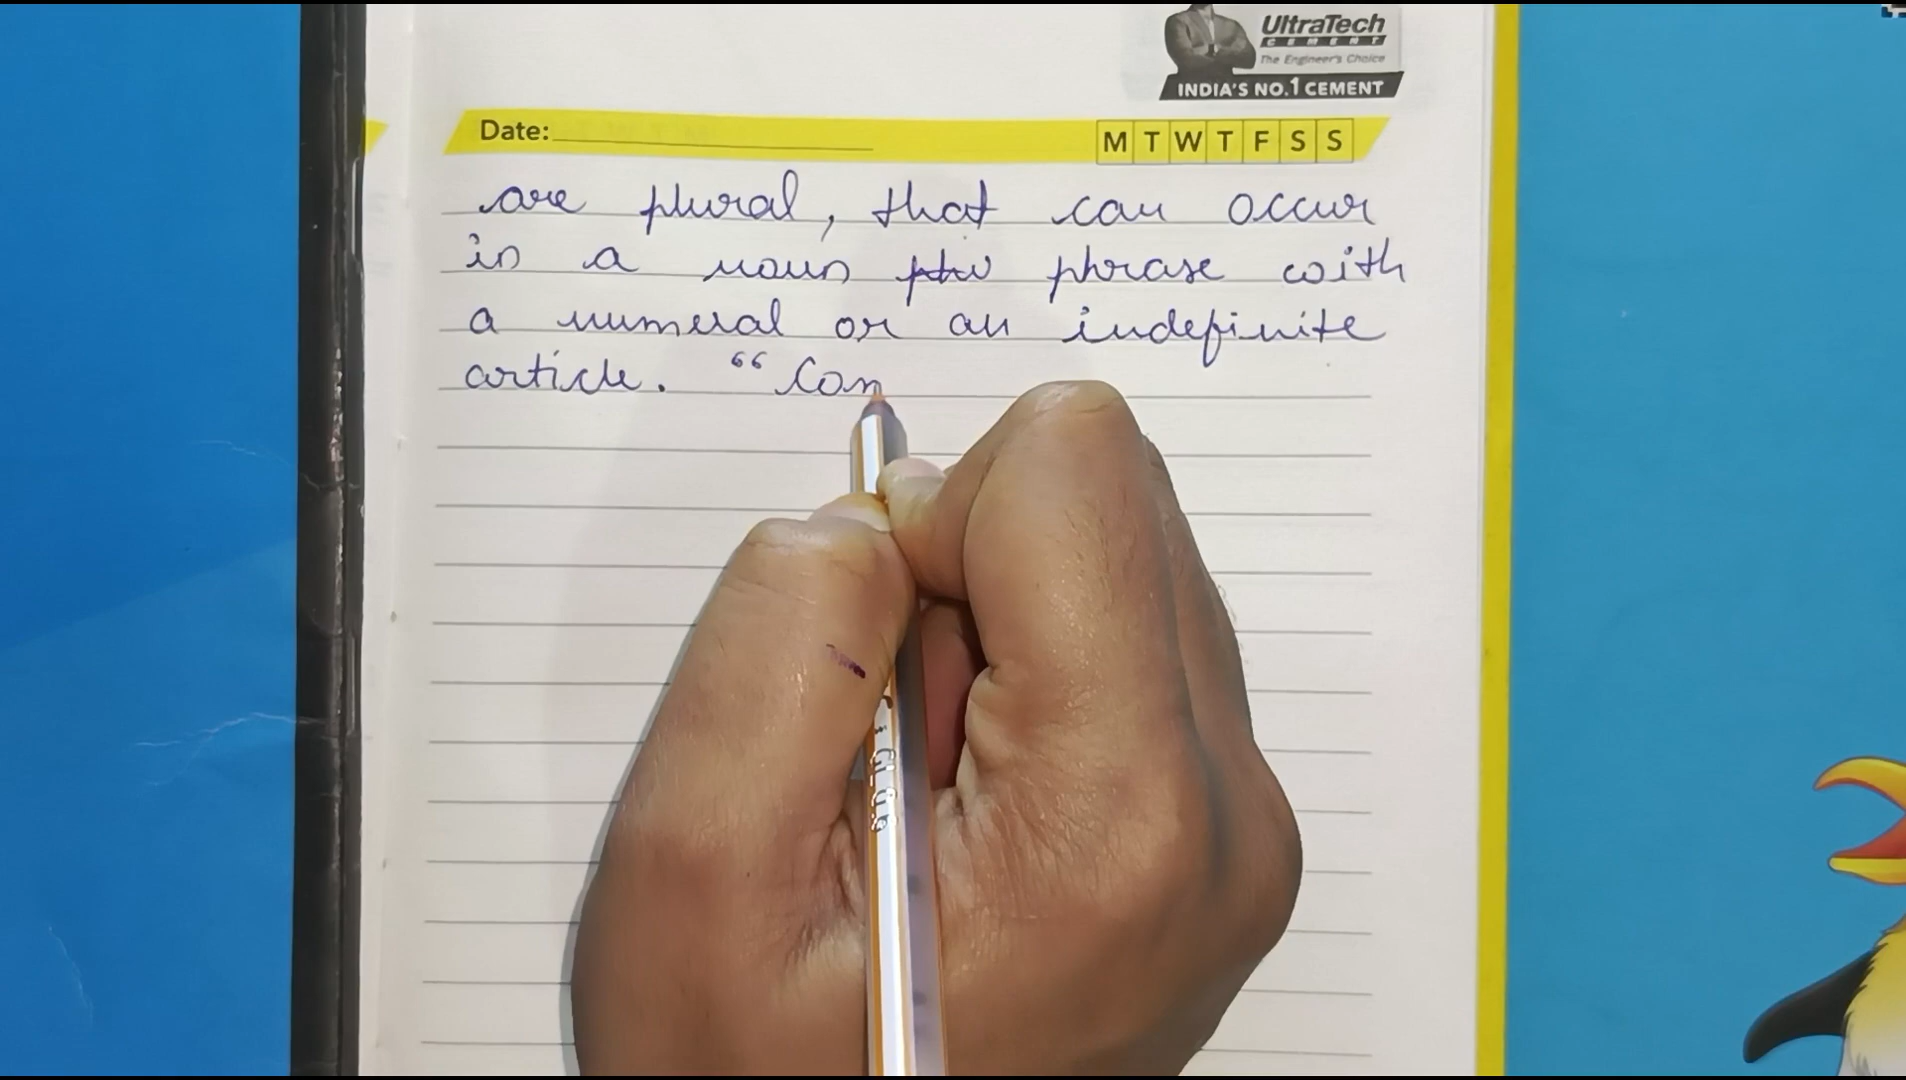 UltraTech
CEMENT
The Engineer's Choice
INDIA'S NO.1 CEMENT
Date:
M T W T F S S
are plural, that can occur
in a noun phrase with
a numeral or an indefinite
article. “ Con